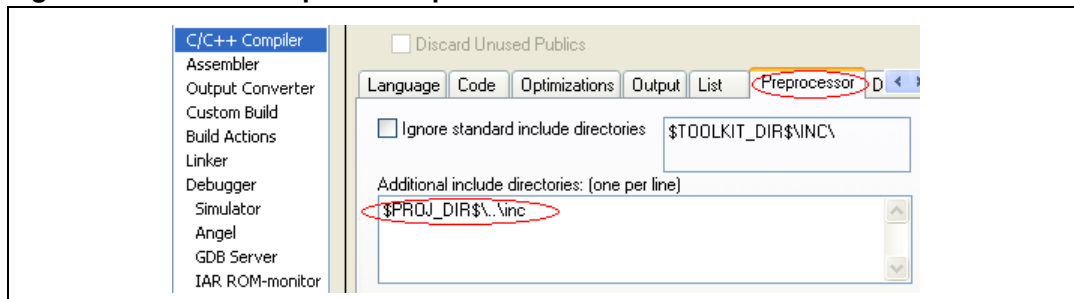 C/C++ Compiler
Assembler
Output Converter
Custom Build
Build Actions
Linker
Debugger
Simulator
Angel
GDB Server
IAR ROM-monitor
Discard Unused Publics
Language Code Optimizations Output List Preprocessor D
Ignore standard include directories
$TOOLKIT_DIR$\INC\
Additional include directories: (one per line)
$PROJ_DIR$\..\inc